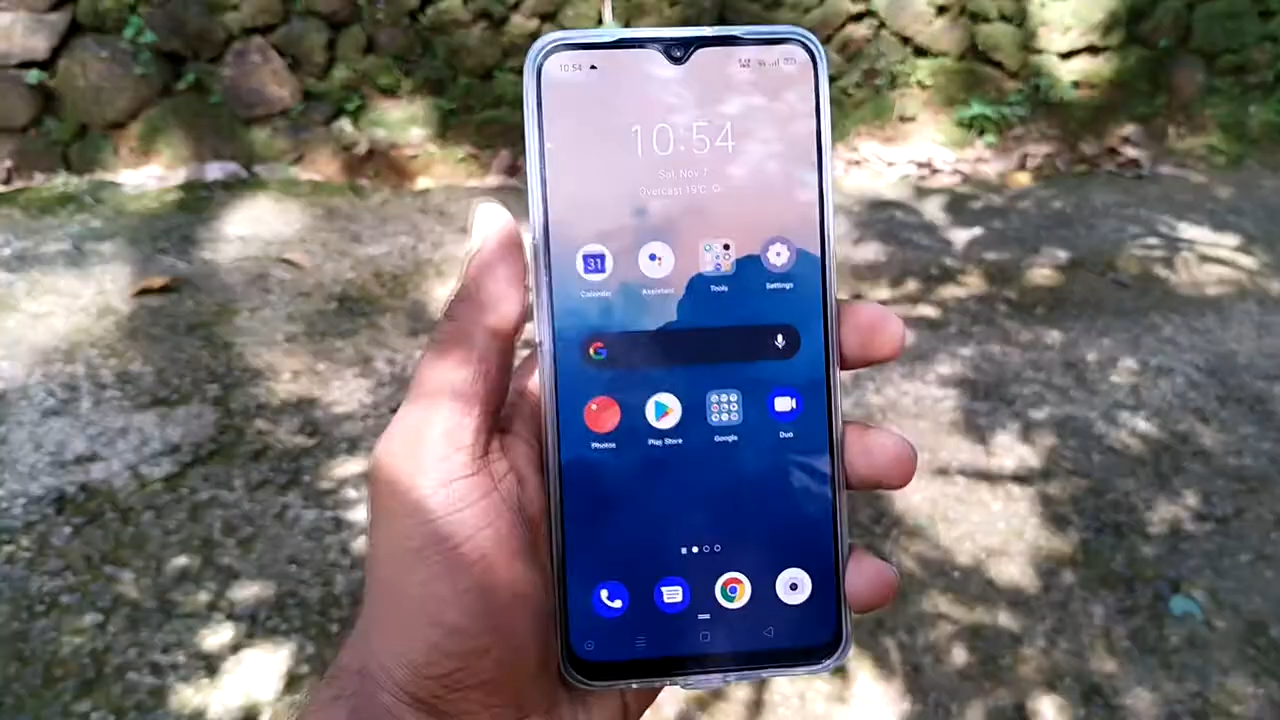 10:54
10:54
Sat, Nov 7
Overcast 19°C
31
Calendar
Assistant
Tools
Settings
G
Photos
Play Store
Google
Duo